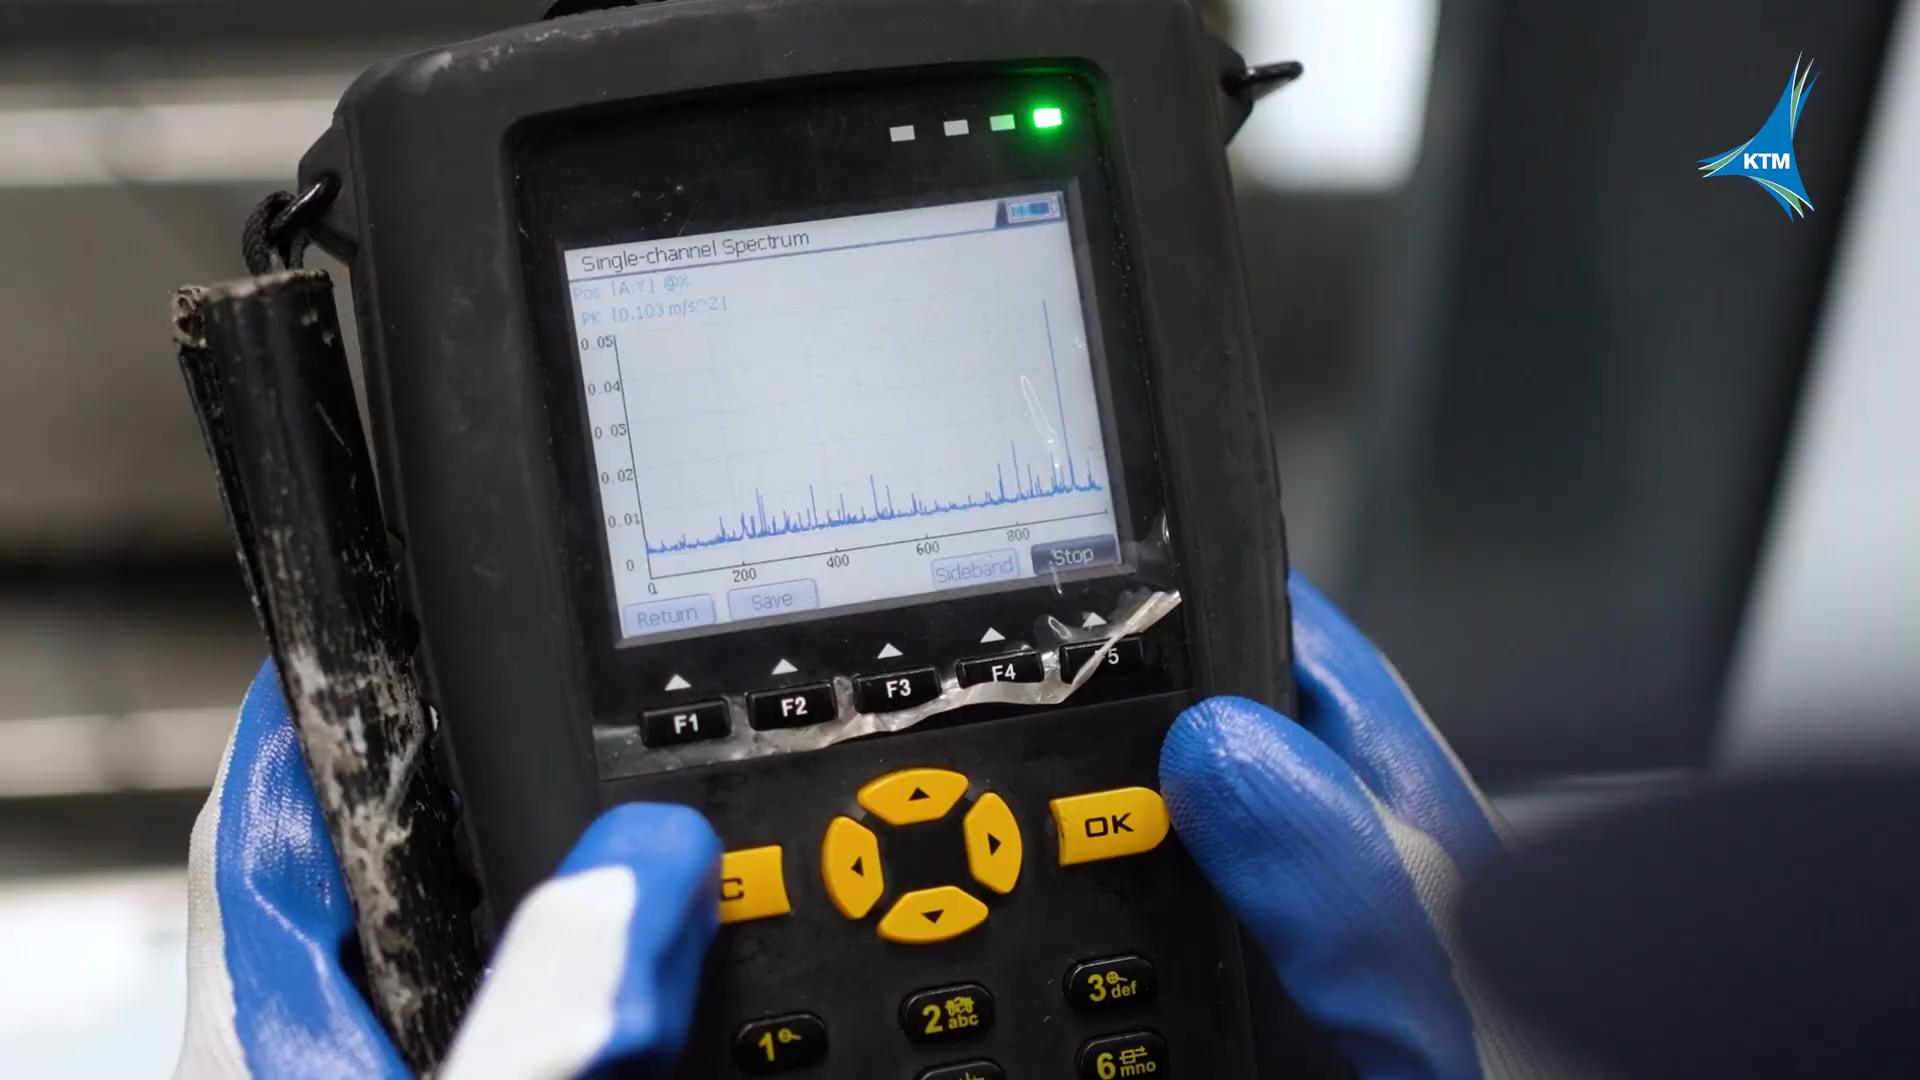 KTM
Single-channel Spectrum
Pos [A:Y] @X
PK [0.103 m/s^2]
0.05
0.04
0.03
0.02
0.01
0
0 200 400 600 800
Return Save Sideband Stop
F1 F2 F3 F4 F5
C OK
1 2 abc 3 def
6 mno